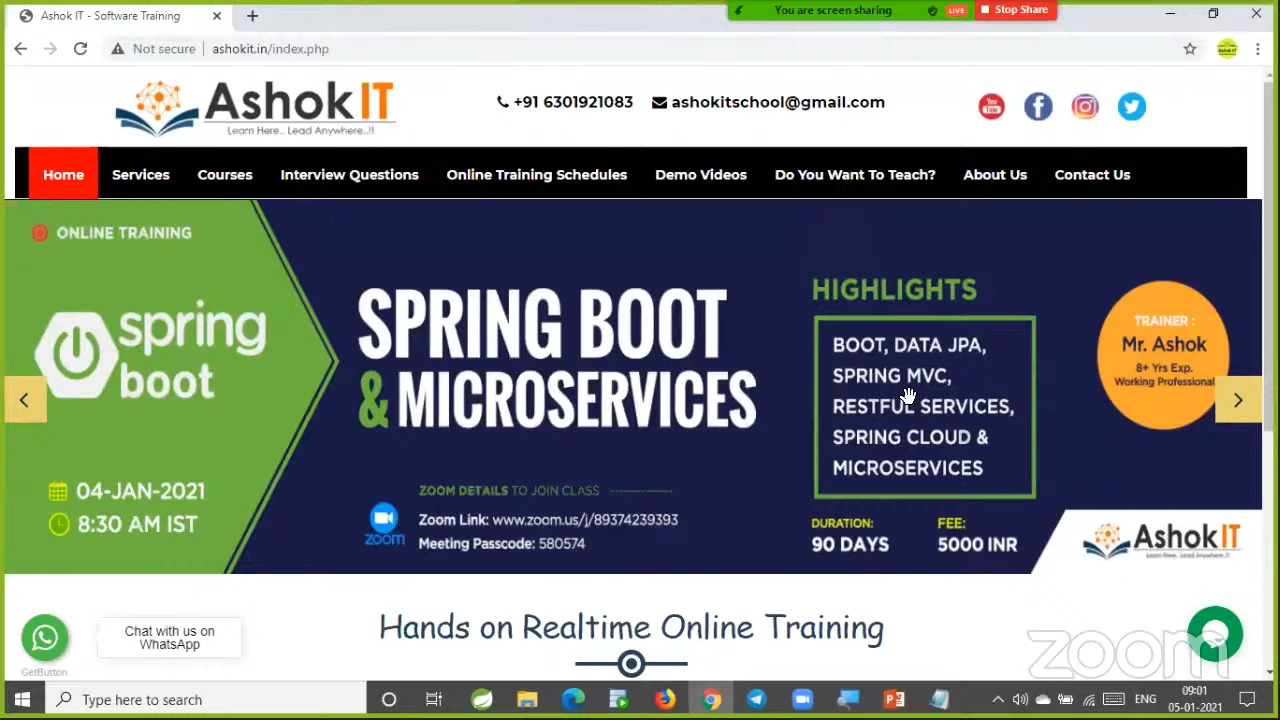 Ashok IT - Software Training
You are screen sharing
LIVE
Stop Share
Not secure
ashokit.in/index.php
Ashok IT
Learn Here.. Lead Anywhere..!!
+91 6301921083
ashokitschool@gmail.com
You Tube
Home
Services
Courses
Interview Questions
Online Training Schedules
Demo Videos
Do You Want To Teach?
About Us
Contact Us
ONLINE TRAINING
spring
boot
04-JAN-2021
8:30 AM IST
SPRING BOOT
& MICROSERVICES
ZOOM DETAILS TO JOIN CLASS
zoom
Zoom Link: www.zoom.us/j/89374239393
Meeting Passcode: 580574
HIGHLIGHTS
BOOT, DATA JPA,
SPRING MVC,
RESTFUL SERVICES,
SPRING CLOUD &
MICROSERVICES
DURATION:
90 DAYS
FEE:
5000 INR
TRAINER :
Mr. Ashok
8+ Yrs Exp.
Working Professional
Ashok IT
Learn Here.. Lead Anywhere..!!
Hands on Realtime Online Training
Chat with us on
WhatsApp
GetButton
zoom
Type here to search
ENG
09:01
05-01-2021